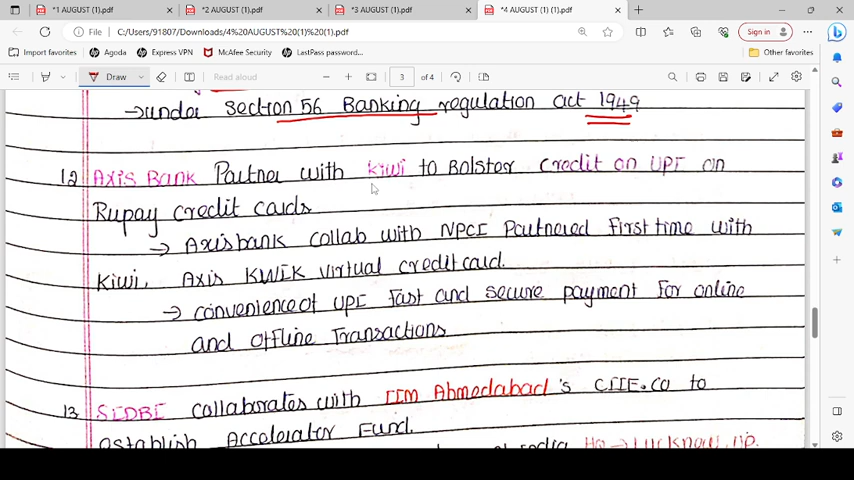 *1 AUGUST (1).pdf
*2 AUGUST (1).pdf
*3 AUGUST (1).pdf
*4 AUGUST (1) (1).pdf
File
C:/Users/91807/Downloads/4%20AUGUST%20(1)%20(1).pdf
Sign in
Import favorites
Agoda
Express VPN
McAfee Security
LastPass password...
Other favorites
Draw
Read aloud
3 of 4
→under section 56 Banking regulation act 1949
12 AXIS BANK Partner with kiwi to Bolster credit on UPI on
Rupay credit cards
→ Axis bank collab with NPCI Partnered First time with
Kiwi, Axis KWIK virtual credit card.
→ convenience of UPI Fast and secure payment for online
and offline Transactions
13 SIDBI collaborates with IIM Ahmedabad's CIIE.CO to
establish Accelerator Fund.
HQ → Lucknow, UP.